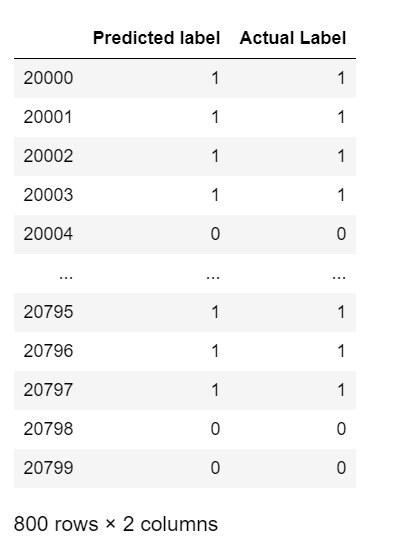 Predicted label Actual Label
20000 1 1
20001 1 1
20002 1 1
20003 1 1
20004 0 0
... ... ...
20795 1 1
20796 1 1
20797 1 1
20798 0 0
20799 0 0
800 rows × 2 columns